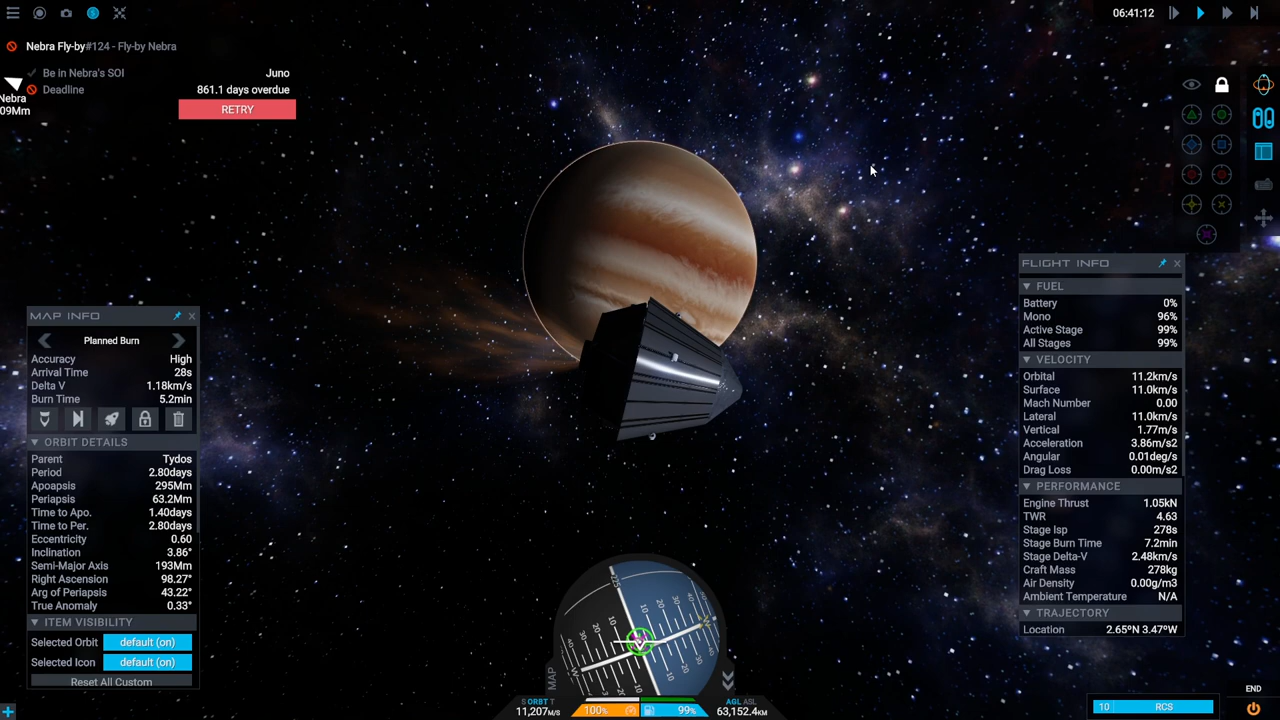 06:41:12
Nebra Fly-by#124 - Fly-by Nebra
Be in Nebra's SOI Juno
Deadline 861.1 days overdue
RETRY
Nebra
09Mm
MAP INFO
Planned Burn
Accuracy High
Arrival Time 28s
Delta V 1.18km/s
Burn Time 5.2min
ORBIT DETAILS
Parent Tydos
Period 2.80days
Apoapsis 295Mm
Periapsis 63.2Mm
Time to Apo. 1.40days
Time to Per. 2.80days
Eccentricity 0.60
Inclination 3.86°
Semi-Major Axis 193Mm
Right Ascension 98.27°
Arg of Periapsis 43.22°
True Anomaly 0.33°
ITEM VISIBILITY
Selected Orbit default (on)
Selected Icon default (on)
Reset All Custom
FLIGHT INFO
FUEL
Battery 0%
Mono 96%
Active Stage 99%
All Stages 99%
VELOCITY
Orbital 11.2km/s
Surface 11.0km/s
Mach Number 0.00
Lateral 11.0km/s
Vertical 1.77m/s
Acceleration 3.86m/s2
Angular 0.01deg/s
Drag Loss 0.00m/s2
PERFORMANCE
Engine Thrust 1.05kN
TWR 4.63
Stage Isp 278s
Stage Burn Time 7.2min
Stage Delta-V 2.48km/s
Craft Mass 278kg
Air Density 0.00g/m3
Ambient Temperature N/A
TRAJECTORY
Location 2.65ºN 3.47ºW
MAP
S ORBT T
11,207M/S
100%
99%
AGL ASL
63,152.4KM
END
10 RCS